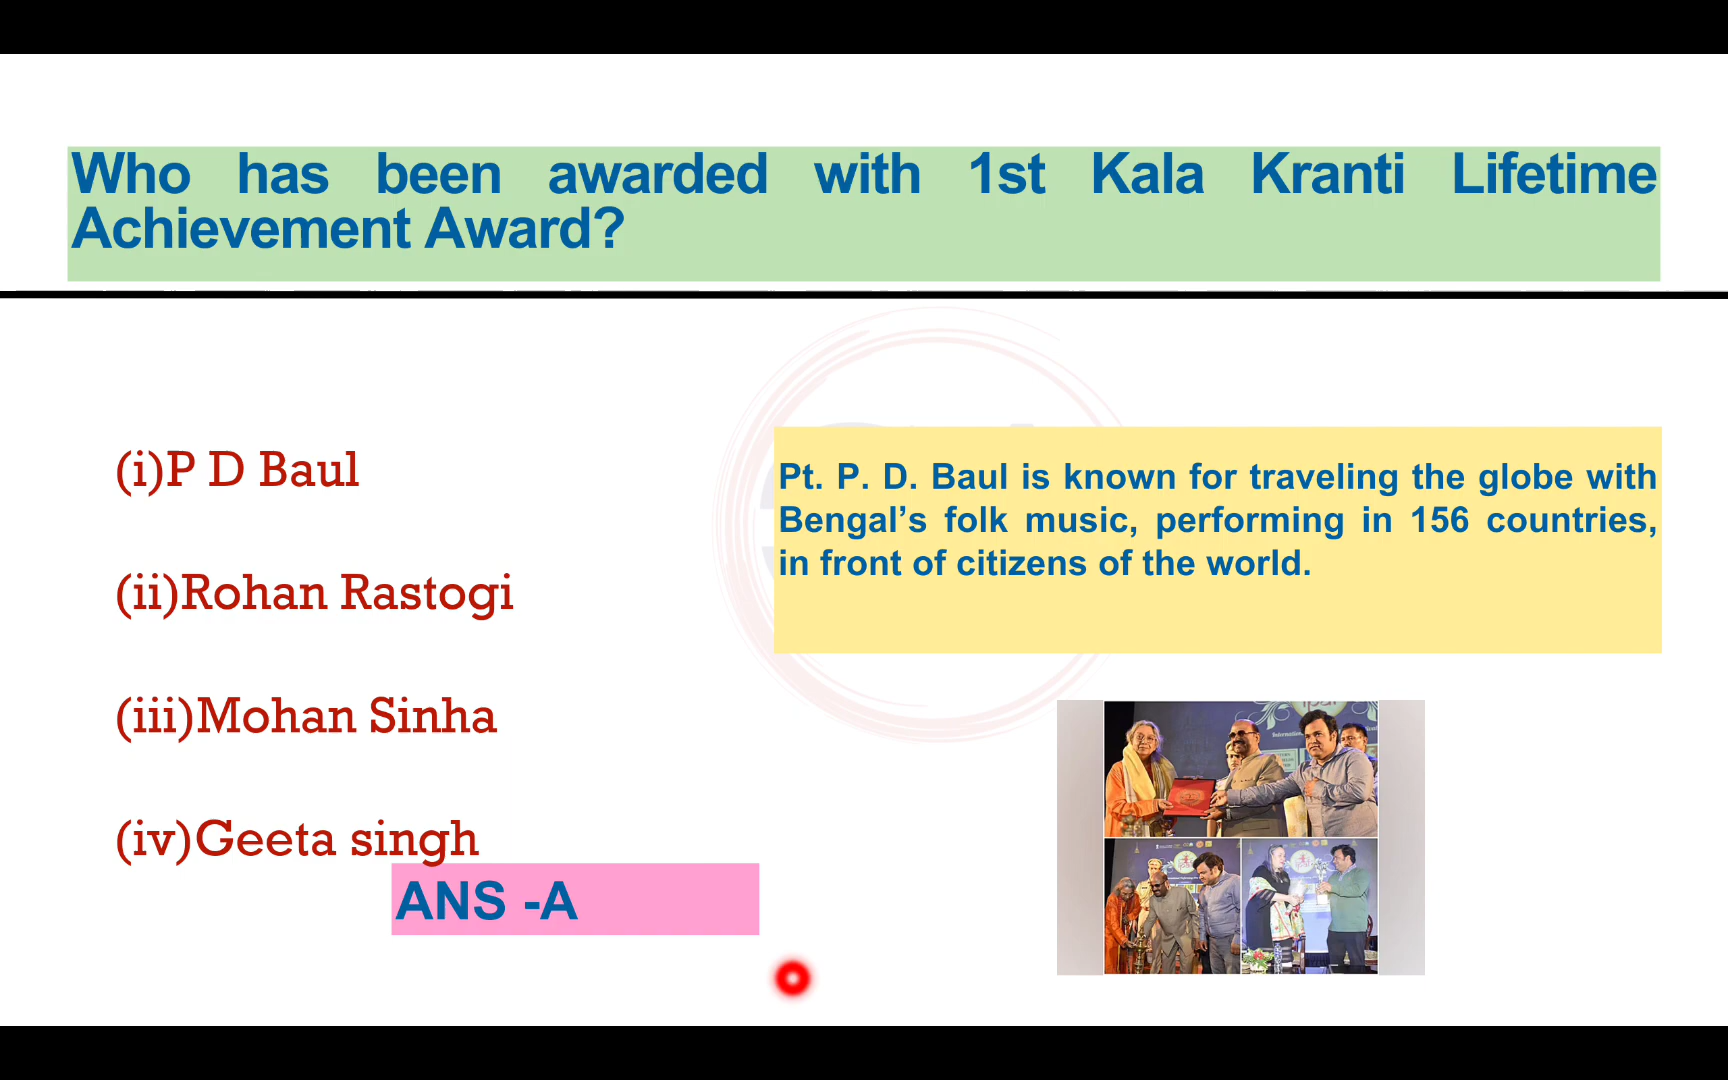 Who has been awarded with 1st Kala Kranti Lifetime
Achievement Award?
(i)P D Baul
(ii)Rohan Rastogi
(iii)Mohan Sinha
(iv)Geeta singh
ANS -A
Pt. P. D. Baul is known for traveling the globe with
Bengal’s folk music, performing in 156 countries,
in front of citizens of the world.